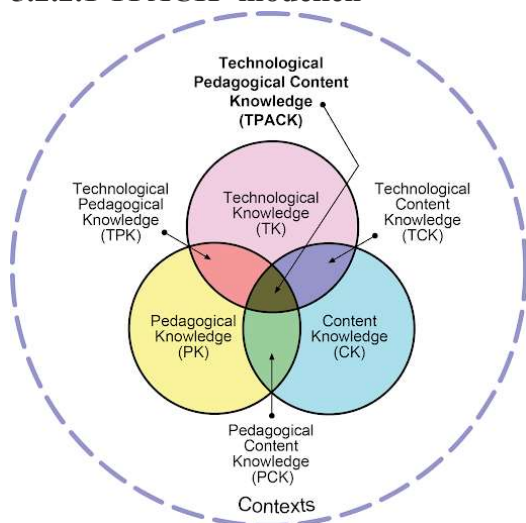 Technological
Pedagogical Content
Knowledge
(TPACK)
Technological
Pedagogical
Knowledge
(TPK)
Technological
Knowledge
(TK)
Technological
Content
Knowledge
(TCK)
Pedagogical
Knowledge
(PK)
Content
Knowledge
(CK)
Pedagogical
Content
Knowledge
(PCK)
Contexts